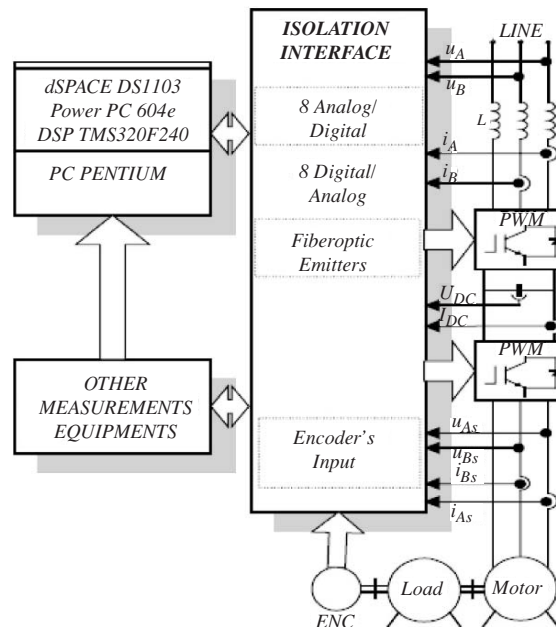 dSPACE DS1103
Power PC 604e
DSP TMS320F240
PC PENTIUM
OTHER
MEASUREMENTS
EQUIPMENTS
ISOLATION
INTERFACE
8 Analog/
Digital
8 Digital/
Analog
Fiberoptic
Emitters
Encoder's
Input
LINE
u_A
u_B
L
i_A
i_B
PWM
U_DC
I_DC
PWM
u_As
u_Bs
i_Bs
i_As
ENC
Load
Motor